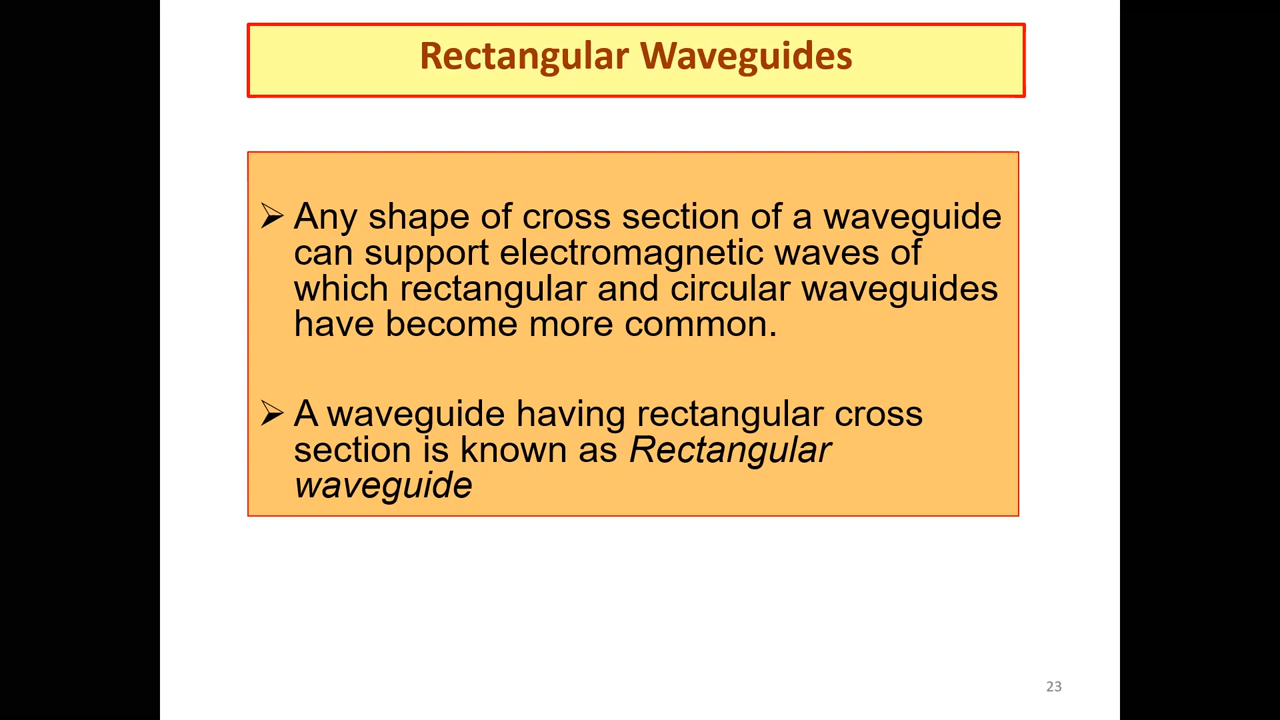 Rectangular Waveguides
➢ Any shape of cross section of a waveguide
can support electromagnetic waves of
which rectangular and circular waveguides
have become more common.
➢ A waveguide having rectangular cross
section is known as Rectangular
waveguide
23